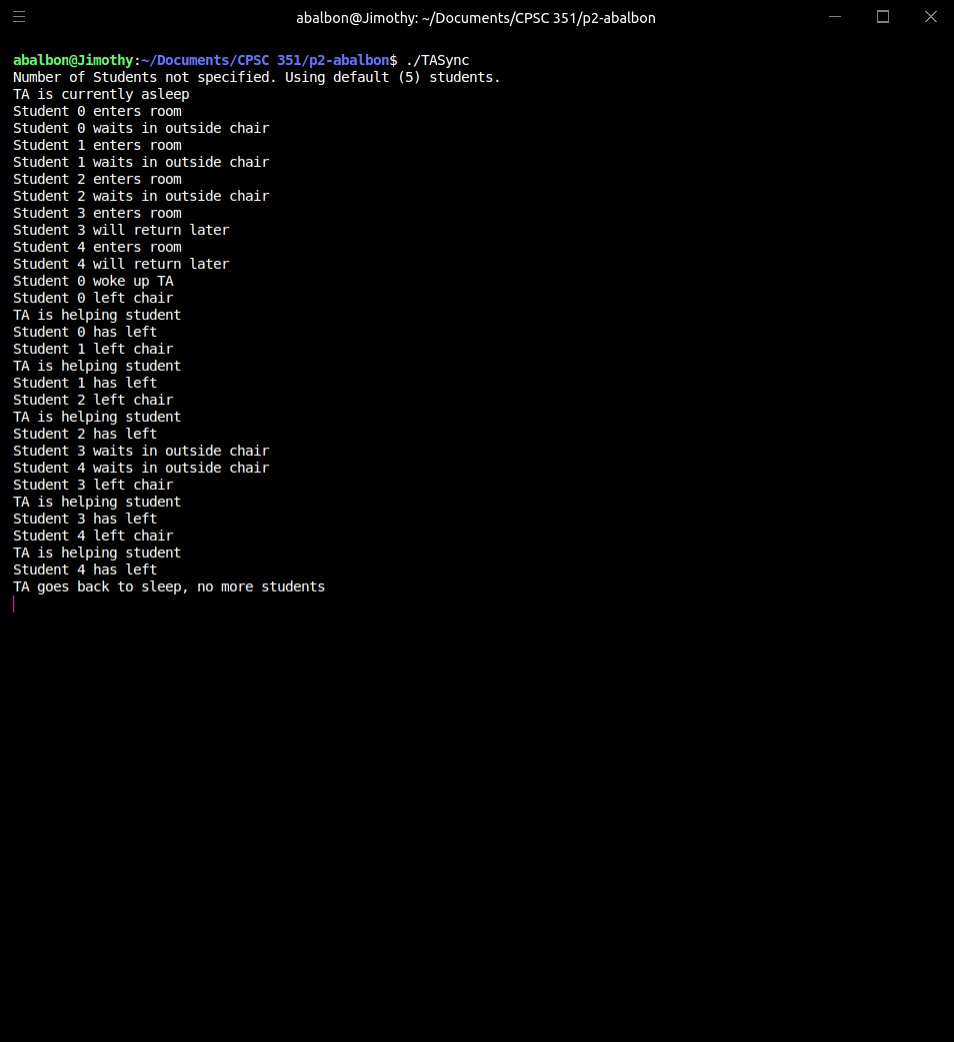 abalbon@Jimothy: ~/Documents/CPSC 351/p2-abalbon
abalbon@Jimothy:~/Documents/CPSC 351/p2-abalbon$ ./TASync
Number of Students not specified. Using default (5) students.
TA is currently asleep
Student 0 enters room
Student 0 waits in outside chair
Student 1 enters room
Student 1 waits in outside chair
Student 2 enters room
Student 2 waits in outside chair
Student 3 enters room
Student 3 will return later
Student 4 enters room
Student 4 will return later
Student 0 woke up TA
Student 0 left chair
TA is helping student
Student 0 has left
Student 1 left chair
TA is helping student
Student 1 has left
Student 2 left chair
TA is helping student
Student 2 has left
Student 3 waits in outside chair
Student 4 waits in outside chair
Student 3 left chair
TA is helping student
Student 3 has left
Student 4 left chair
TA is helping student
Student 4 has left
TA goes back to sleep, no more students